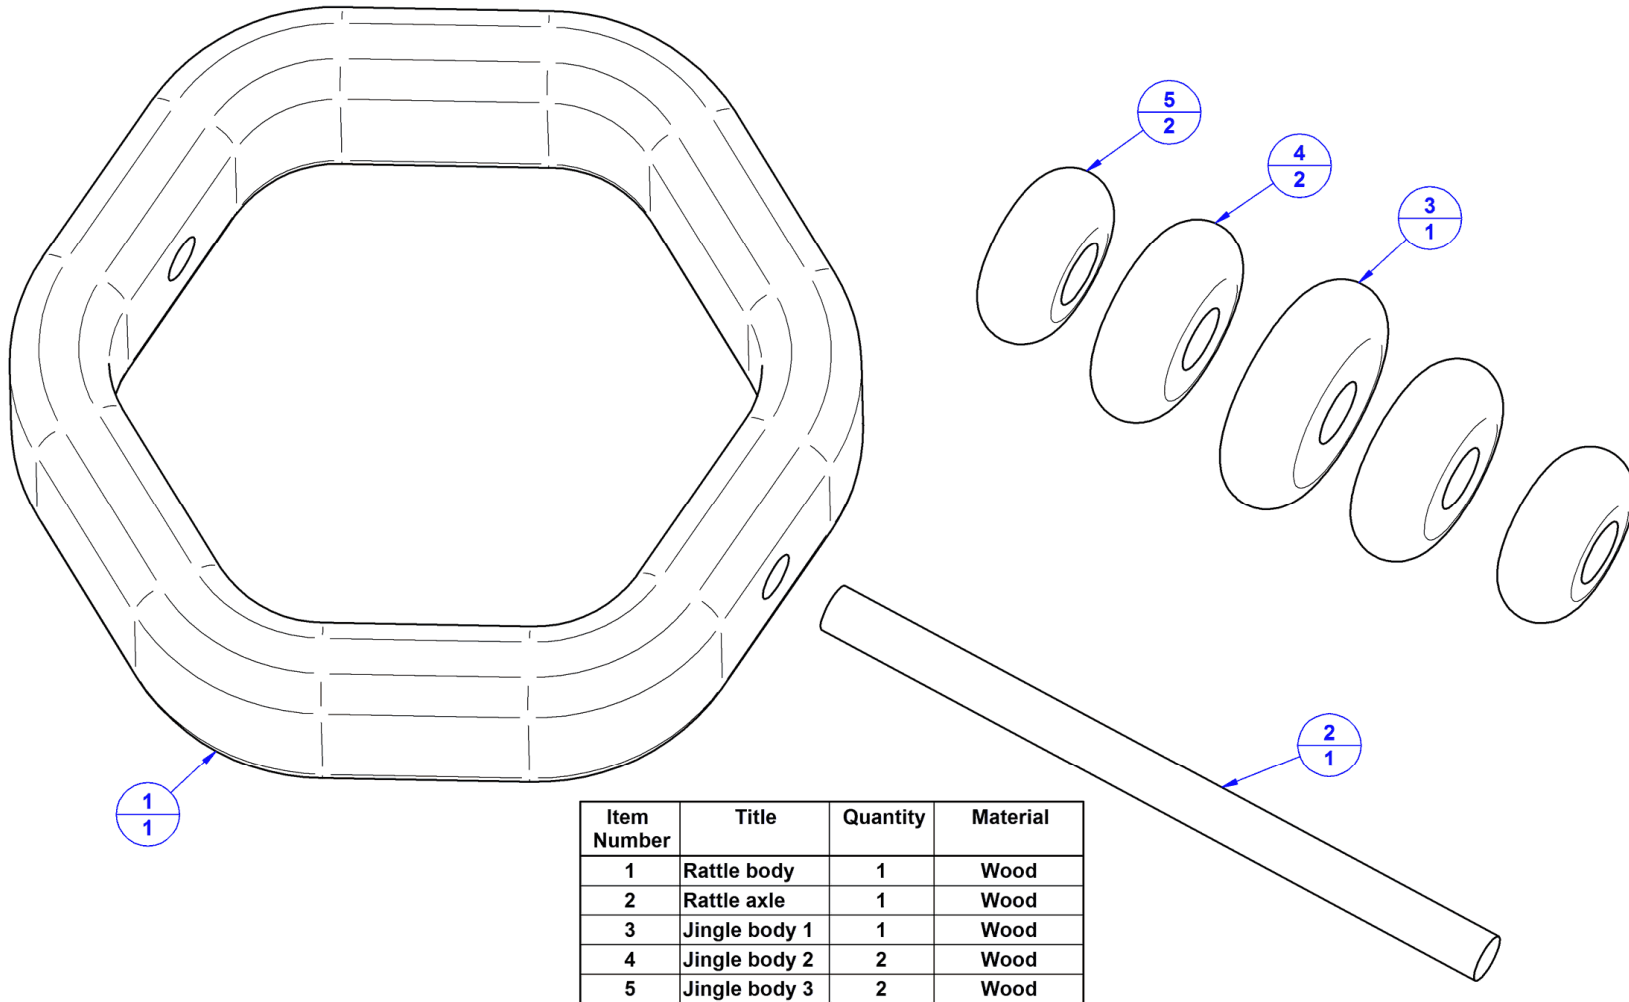 5
2
4
2
3
1
2
1
1
1
Item Number Title Quantity Material
1 Rattle body 1 Wood
2 Rattle axle 1 Wood
3 Jingle body 1 1 Wood
4 Jingle body 2 2 Wood
5 Jingle body 3 2 Wood